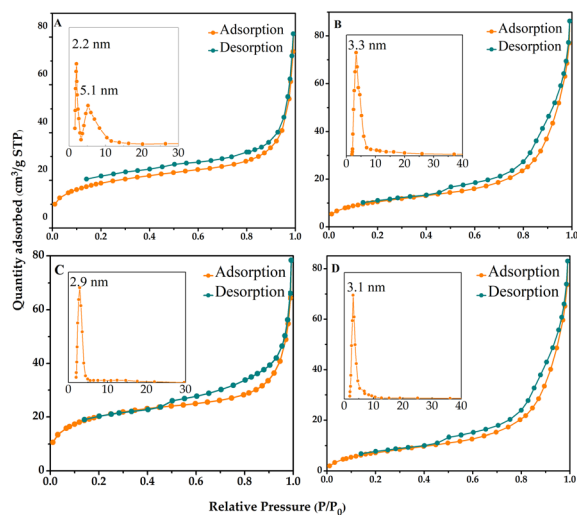 A
Adsorption
Desorption
2.2 nm
5.1 nm
0 10 20 30
80
60
40
20
0
0.0 0.2 0.4 0.6 0.8 1.0
B
Adsorption
Desorption
3.3 nm
0 10 20 30 40
80
60
40
20
0
0.0 0.2 0.4 0.6 0.8 1.0
Quantity adsorbed (cm³/g STP)
C
Adsorption
Desorption
2.9 nm
0 10 20 30
80
60
40
20
0
0.0 0.2 0.4 0.6 0.8 1.0
D
Adsorption
Desorption
3.1 nm
0 10 20 30 40
80
60
40
20
0
0.0 0.2 0.4 0.6 0.8 1.0
Relative Pressure (P/P₀)